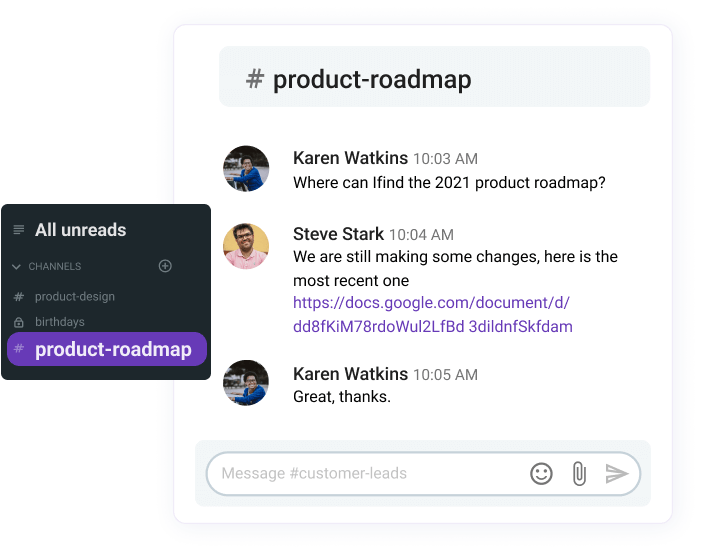 # product-roadmap
Karen Watkins 10:03 AM
Where can Ifind the 2021 product roadmap?
Steve Stark 10:04 AM
We are still making some changes, here is the
most recent one
https://docs.google.com/document/d/
dd8fKiM78rdoWul2LfBd 3dildnfSkfdam
Karen Watkins 10:05 AM
Great, thanks.
Message #customer-leads
All unreads
CHANNELS
# product-design
birthdays
# product-roadmap